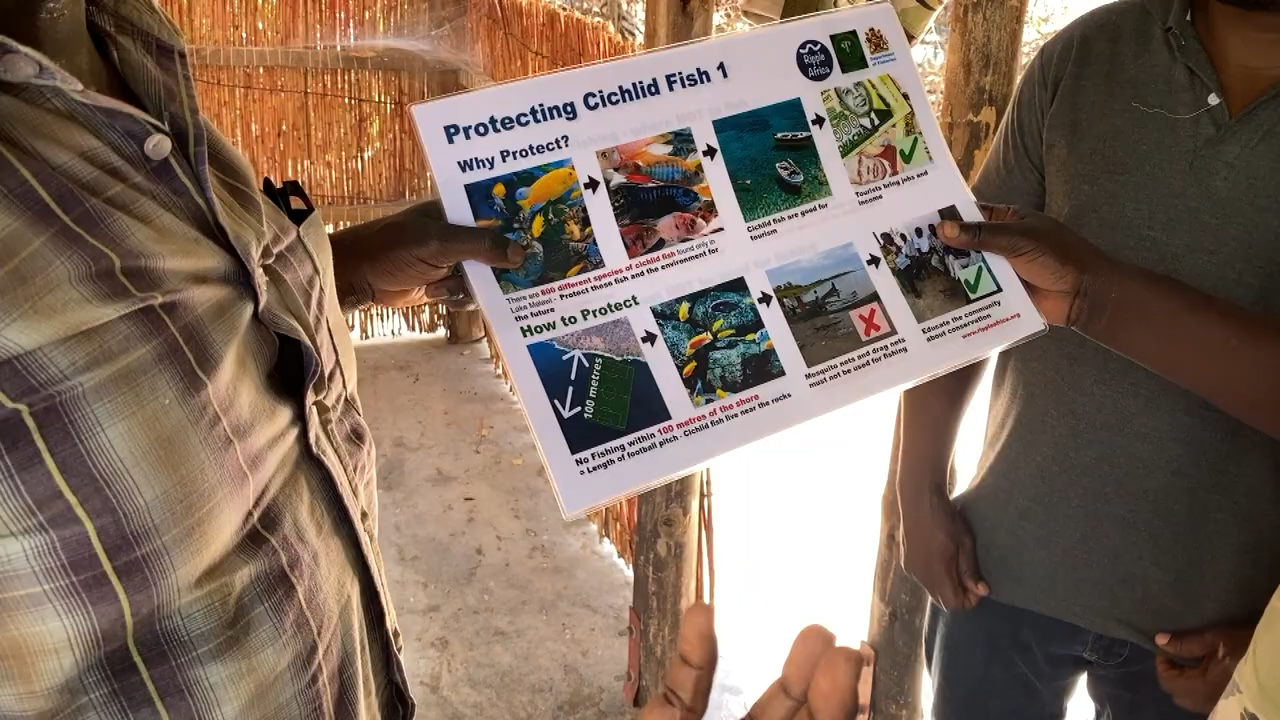 Protecting Cichlid Fish 1
Ripple
Africa
Department
of Fisheries
Why Protect?
There are 800 different species of cichlid fish found only in
Lake Malawi - Protect these fish and the environment for
the future
Cichlid fish are good for
tourism
Tourists bring jobs and
income
How to Protect
100 metres
No Fishing within 100 metres of the shore
a Length of football pitch - Cichlid fish live near the rocks
Mosquito nets and drag nets
must not be used for fishing
Educate the community
about conservation
www.rippleafrica.org